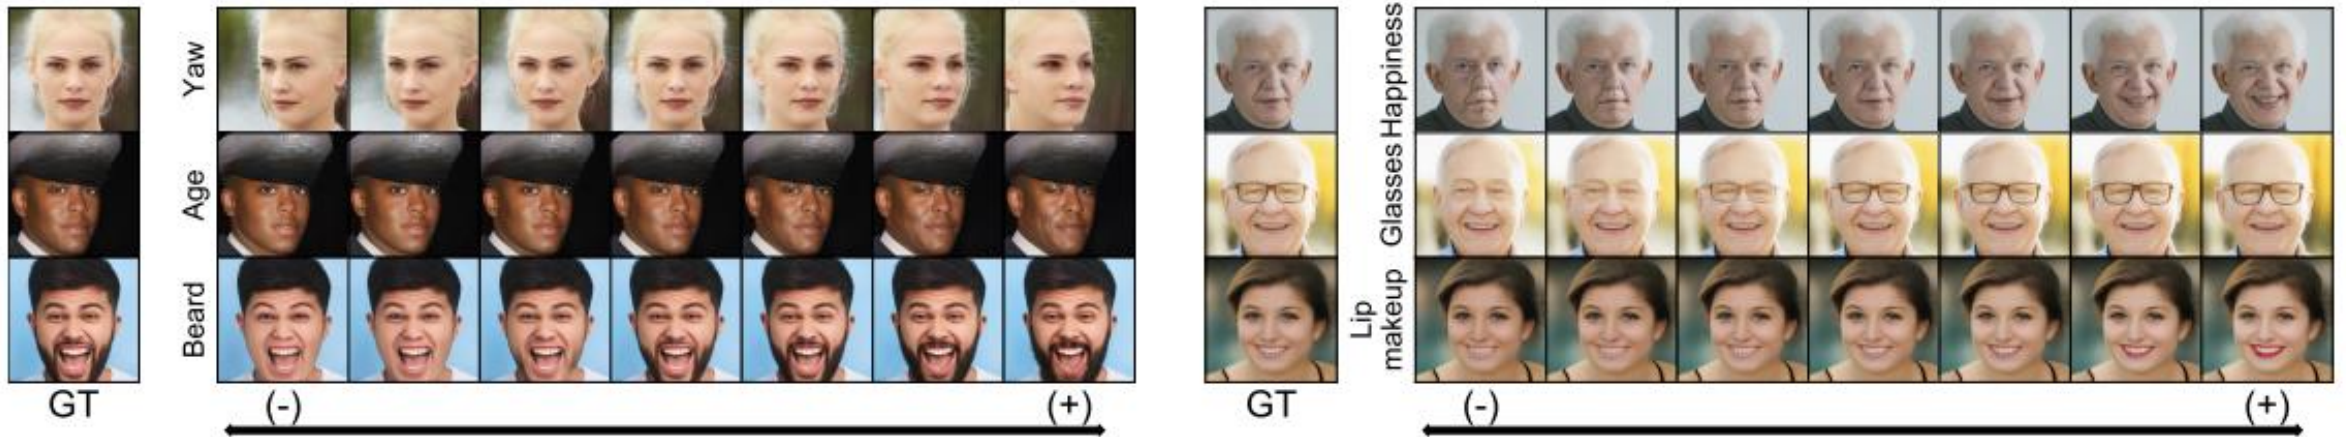 Yaw
Age
Beard
GT
(-)
(+)
Happiness
Glasses
Lip
makeup
GT
(-)
(+)